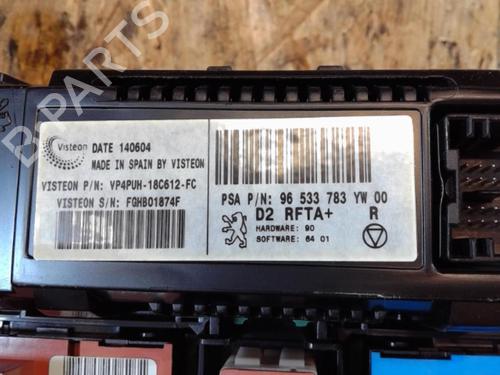 Visteon
DATE 140604
MADE IN SPAIN BY VISTEON
VISTEON P/N: VP4PUH-18C612-FC
VISTEON S/N: FGHB01874F
PSA P/N: 96 533 783 YW 00
D2 RFTA+ R
HARDWARE: 90
SOFTWARE: 64 01
B-PARTS